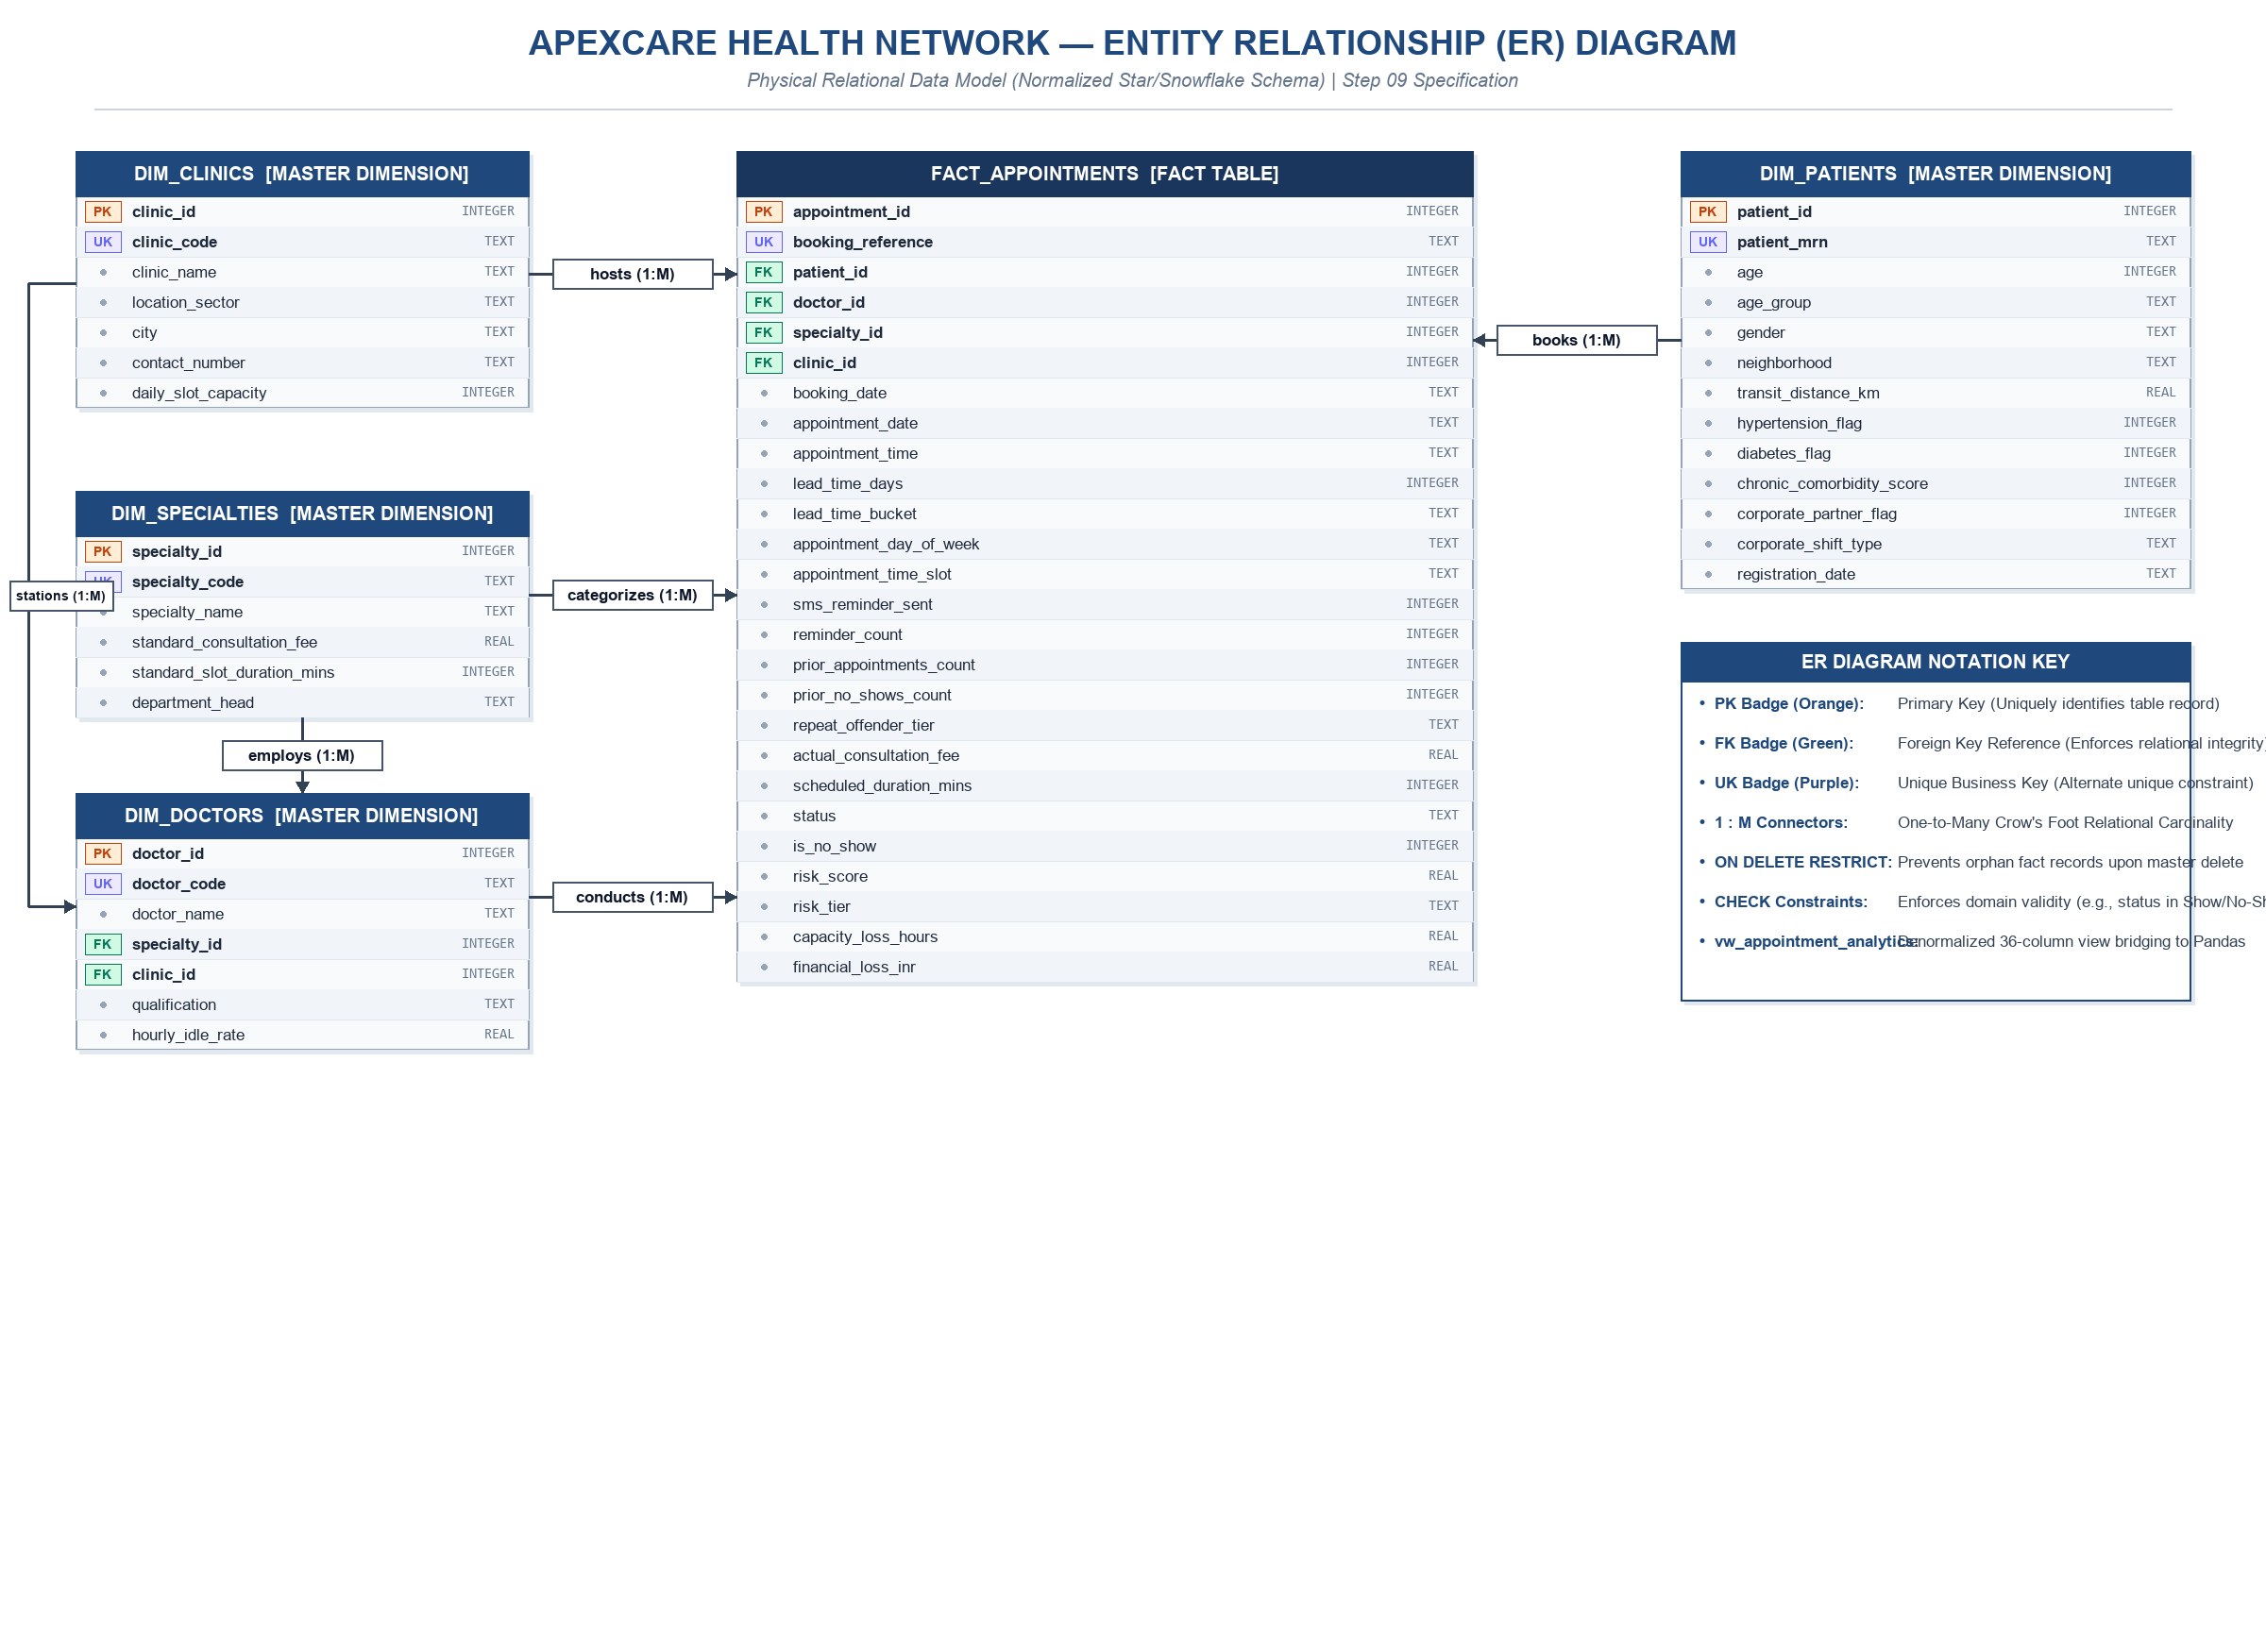 APEXCARE HEALTH NETWORK — ENTITY RELATIONSHIP (ER) DIAGRAM
Physical Relational Data Model (Normalized Star/Snowflake Schema) | Step 09 Specification
DIM_CLINICS [MASTER DIMENSION]
PK clinic_id INTEGER
UK clinic_code TEXT
clinic_name TEXT
location_sector TEXT
city TEXT
contact_number TEXT
daily_slot_capacity INTEGER
hosts (1:M)
stations (1:M)
DIM_SPECIALTIES [MASTER DIMENSION]
PK specialty_id INTEGER
UK specialty_code TEXT
specialty_name TEXT
standard_consultation_fee REAL
standard_slot_duration_mins INTEGER
department_head TEXT
categorizes (1:M)
employs (1:M)
DIM_DOCTORS [MASTER DIMENSION]
PK doctor_id INTEGER
UK doctor_code TEXT
doctor_name TEXT
FK specialty_id INTEGER
FK clinic_id INTEGER
qualification TEXT
hourly_idle_rate REAL
conducts (1:M)
FACT_APPOINTMENTS [FACT TABLE]
PK appointment_id INTEGER
UK booking_reference TEXT
FK patient_id INTEGER
FK doctor_id INTEGER
FK specialty_id INTEGER
FK clinic_id INTEGER
booking_date TEXT
appointment_date TEXT
appointment_time TEXT
lead_time_days INTEGER
lead_time_bucket TEXT
appointment_day_of_week TEXT
appointment_time_slot TEXT
sms_reminder_sent INTEGER
reminder_count INTEGER
prior_appointments_count INTEGER
prior_no_shows_count INTEGER
repeat_offender_tier TEXT
actual_consultation_fee REAL
scheduled_duration_mins INTEGER
status TEXT
is_no_show INTEGER
risk_score REAL
risk_tier TEXT
capacity_loss_hours REAL
financial_loss_inr REAL
books (1:M)
DIM_PATIENTS [MASTER DIMENSION]
PK patient_id INTEGER
UK patient_mrn TEXT
age INTEGER
age_group TEXT
gender TEXT
neighborhood TEXT
transit_distance_km REAL
hypertension_flag INTEGER
diabetes_flag INTEGER
chronic_comorbidity_score INTEGER
corporate_partner_flag INTEGER
corporate_shift_type TEXT
registration_date TEXT
ER DIAGRAM NOTATION KEY
• PK Badge (Orange): Primary Key (Uniquely identifies table record)
• FK Badge (Green): Foreign Key Reference (Enforces relational integrity)
• UK Badge (Purple): Unique Business Key (Alternate unique constraint)
• 1 : M Connectors: One-to-Many Crow's Foot Relational Cardinality
• ON DELETE RESTRICT: Prevents orphan fact records upon master delete
• CHECK Constraints: Enforces domain validity (e.g., status in Show/No-Sh
• vw_appointment_analytics: Denormalized 36-column view bridging to Pandas